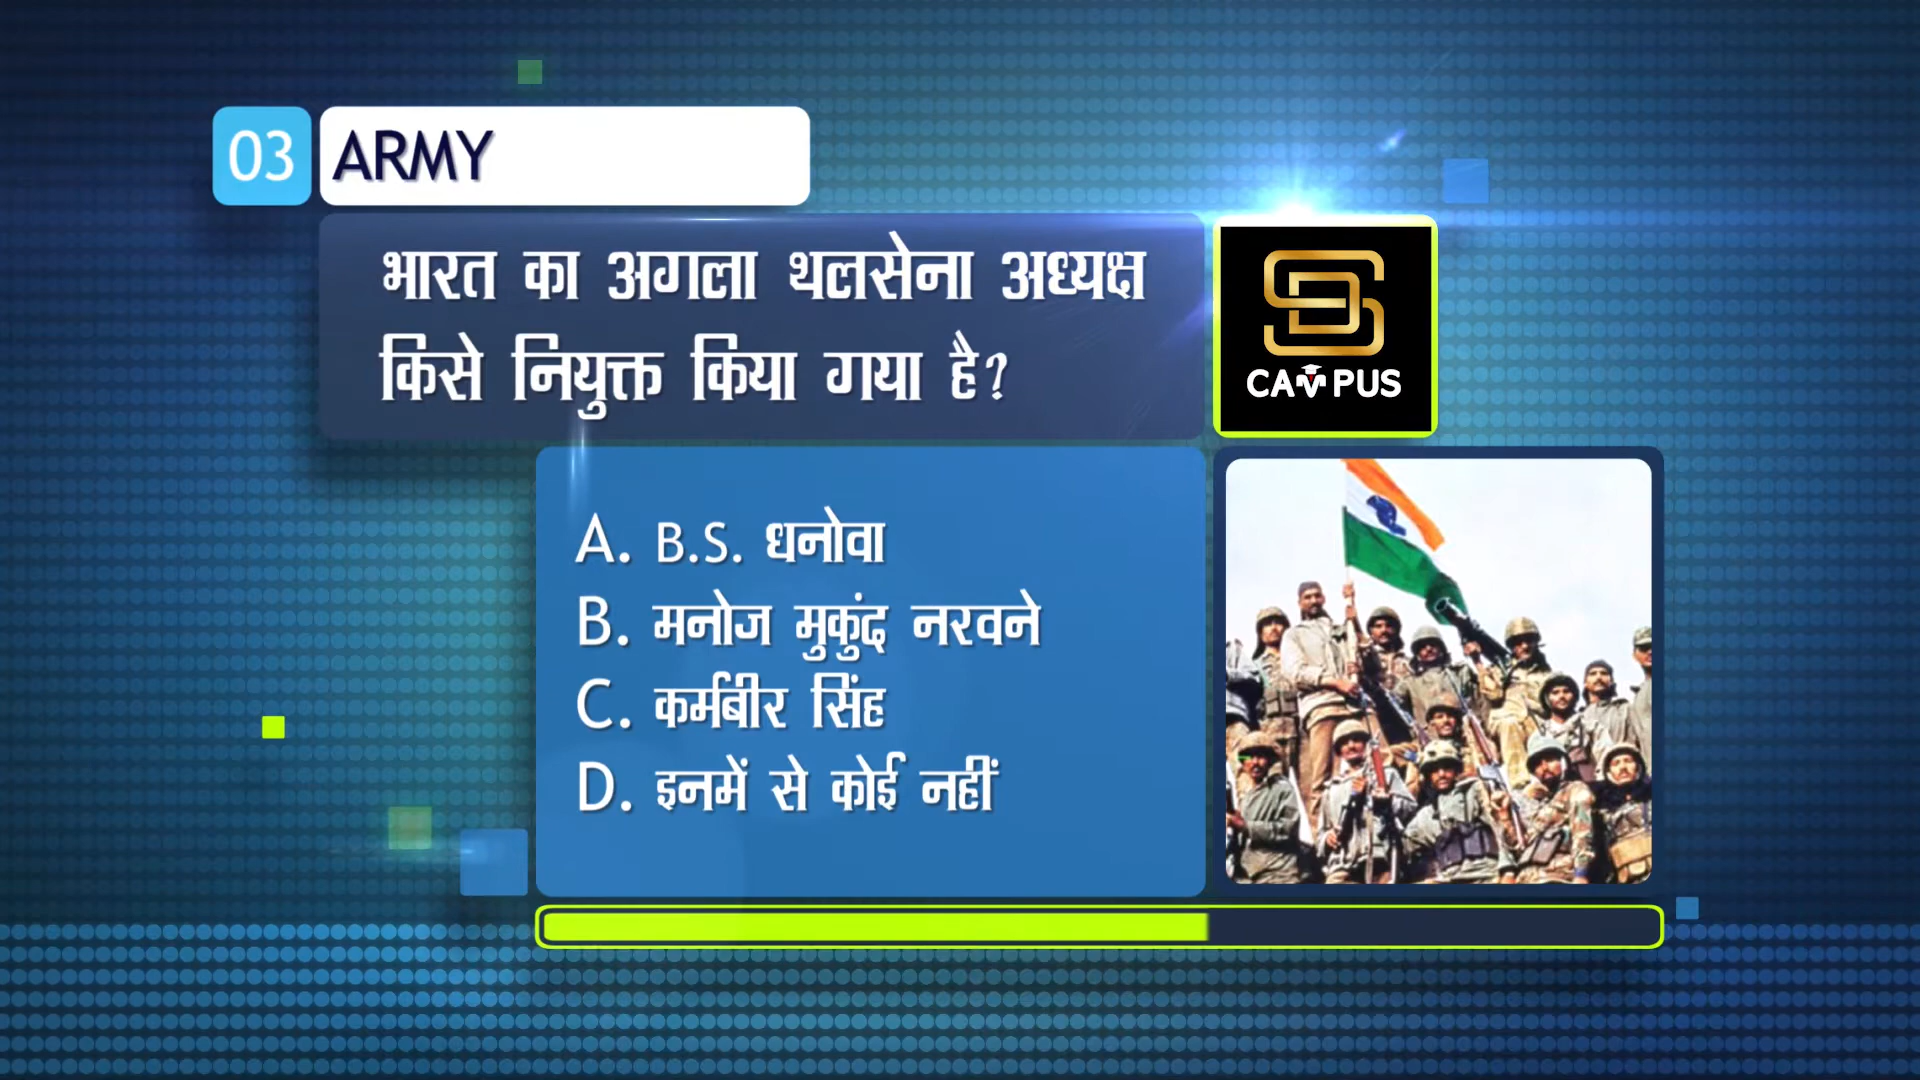 03 ARMY
भारत का अगला थलसेना अध्यक्ष
किसे नियुक्त किया गया है?
CAMPUS
A. B.S. धनोवा
B. मनोज मुकुंद नरवने
C. कर्मबीर सिंह
D. इनमें से कोई नहीं